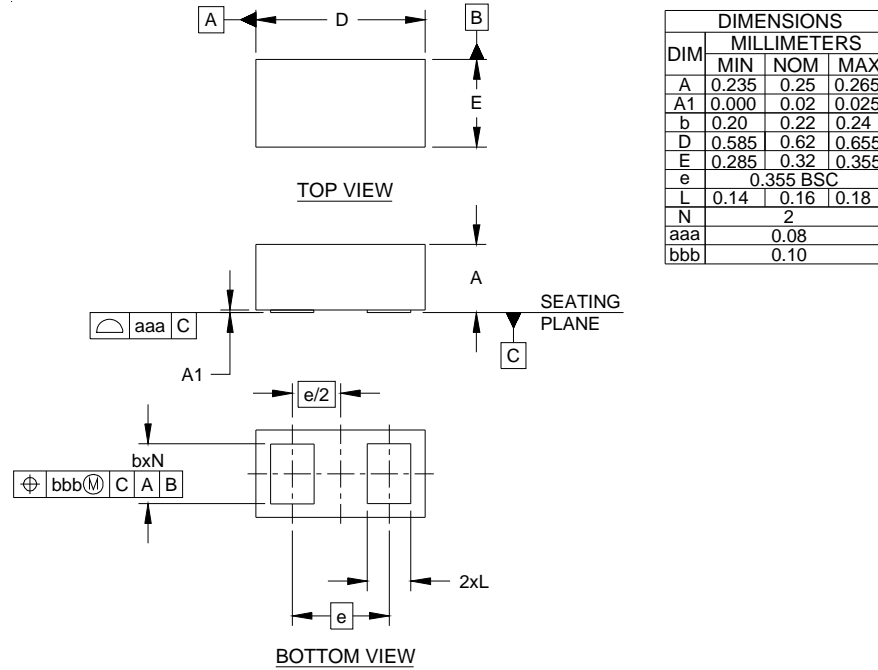 A
D
B
E
TOP VIEW
A
SEATING
PLANE
⌓ aaa C
C
A1
e/2
bxN
⌖ bbbⓂ C A B
2xL
e
BOTTOM VIEW
DIMENSIONS
DIM MILLIMETERS
MIN NOM MAX
A 0.235 0.25 0.265
A1 0.000 0.02 0.025
b 0.20 0.22 0.24
D 0.585 0.62 0.655
E 0.285 0.32 0.355
e 0.355 BSC
L 0.14 0.16 0.18
N 2
aaa 0.08
bbb 0.10